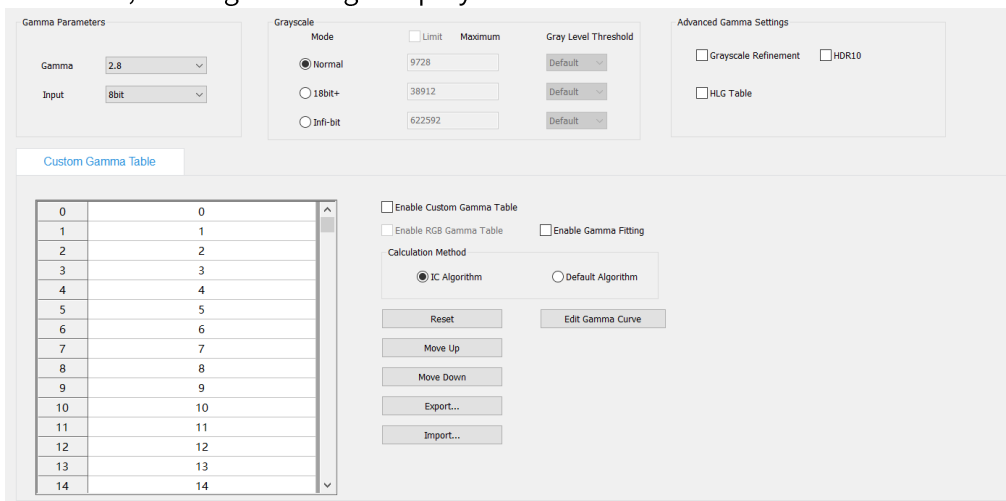 Gamma Parameters
Gamma 2.8
Input 8bit
Grayscale
Mode Limit Maximum Gray Level Threshold
Normal 9728 Default
18bit+ 38912 Default
Infi-bit 622592 Default
Advanced Gamma Settings
Grayscale Refinement HDR10
HLG Table
Custom Gamma Table
0 0
1 1
2 2
3 3
4 4
5 5
6 6
7 7
8 8
9 9
10 10
11 11
12 12
13 13
14 14
Enable Custom Gamma Table
Enable RGB Gamma Table Enable Gamma Fitting
Calculation Method
IC Algorithm Default Algorithm
Reset Edit Gamma Curve
Move Up
Move Down
Export...
Import...